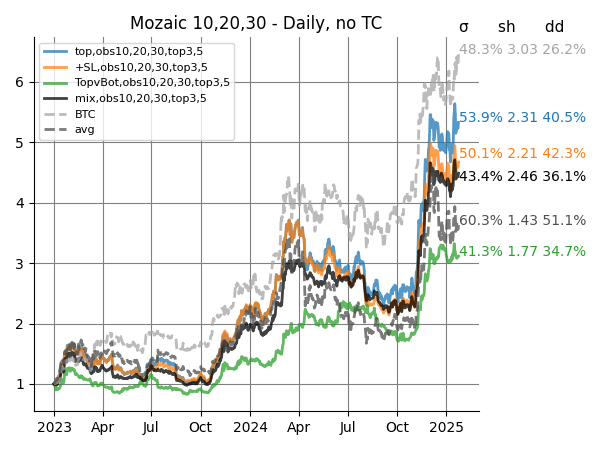 Mozaic 10,20,30 - Daily, no TC
σ sh dd
top,obs10,20,30,top3,5
+SL,obs10,20,30,top3,5
TopvBot,obs10,20,30,top3,5
mix,obs10,20,30,top3,5
BTC
avg
48.3% 3.03 26.2%
53.9% 2.31 40.5%
50.1% 2.21 42.3%
43.4% 2.46 36.1%
60.3% 1.43 51.1%
41.3% 1.77 34.7%
6
5
4
3
2
1
2023 Apr Jul Oct 2024 Apr Jul Oct 2025